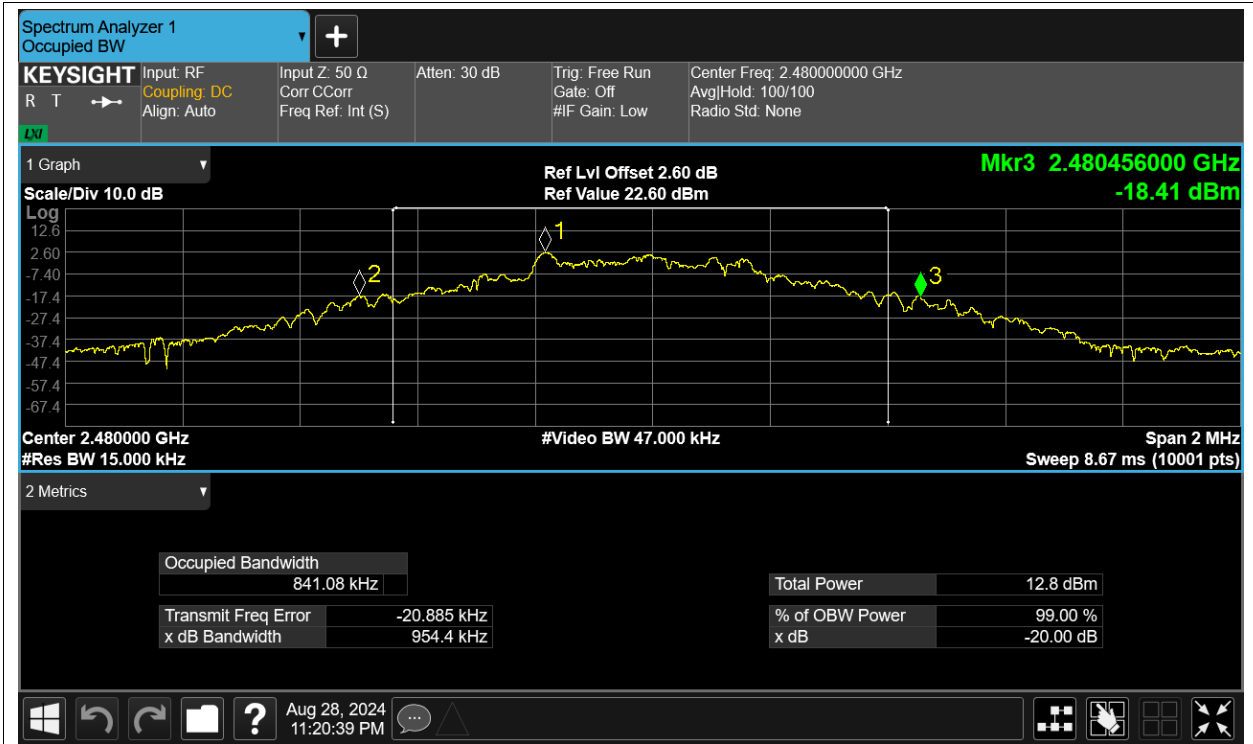 Spectrum Analyzer 1
Occupied BW
KEYSIGHT
R T
LXI
Input: RF
Coupling: DC
Align: Auto
Input Z: 50 Ω
Corr CCorr
Freq Ref: Int (S)
Atten: 30 dB
Trig: Free Run
Gate: Off
#IF Gain: Low
Center Freq: 2.480000000 GHz
Avg|Hold: 100/100
Radio Std: None
1 Graph
Scale/Div 10.0 dB
Ref Lvl Offset 2.60 dB
Ref Value 22.60 dBm
Mkr3 2.480456000 GHz
-18.41 dBm
Log
12.6
2.60
-7.40
-17.4
-27.4
-37.4
-47.4
-57.4
-67.4
1
2
3
Center 2.480000 GHz
#Res BW 15.000 kHz
#Video BW 47.000 kHz
Span 2 MHz
Sweep 8.67 ms (10001 pts)
2 Metrics
Occupied Bandwidth
841.08 kHz
Transmit Freq Error -20.885 kHz
x dB Bandwidth 954.4 kHz
Total Power 12.8 dBm
% of OBW Power 99.00 %
x dB -20.00 dB
?
Aug 28, 2024
11:20:39 PM